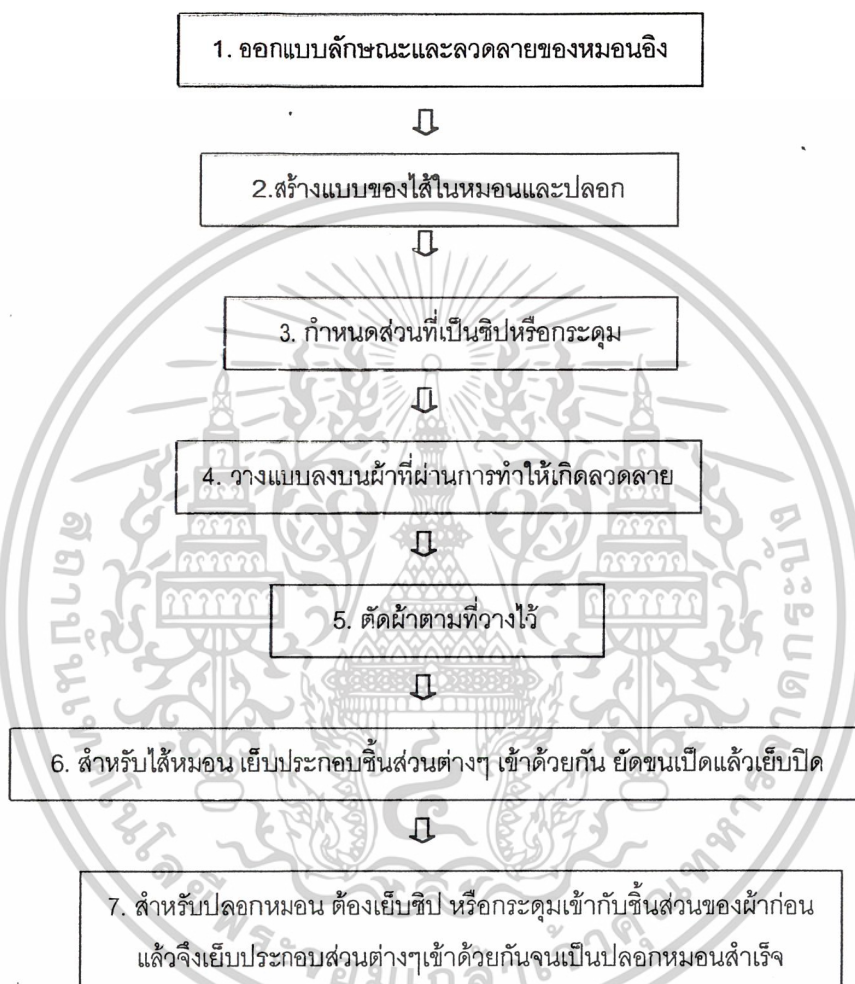 1. ออกแบบลักษณะและลวดลายของหมอนอิง
2.สร้างแบบของไส้ในหมอนและปลอก
3. กำหนดส่วนที่เป็นซิปหรือกระดุม
4. วางแบบลงบนผ้าที่ผ่านการทำให้เกิดลวดลาย
5. ตัดผ้าตามที่วางไว้
6. สำหรับไส้หมอน เย็บประกอบชิ้นส่วนต่างๆ เข้าด้วยกัน ยัดขนเป็ดแล้วเย็บปิด
7. สำหรับปลอกหมอน ต้องเย็บซิป หรือกระดุมเข้ากับชิ้นส่วนของผ้าก่อน
แล้วจึงเย็บประกอบส่วนต่างๆเข้าด้วยกันจนเป็นปลอกหมอนสำเร็จ